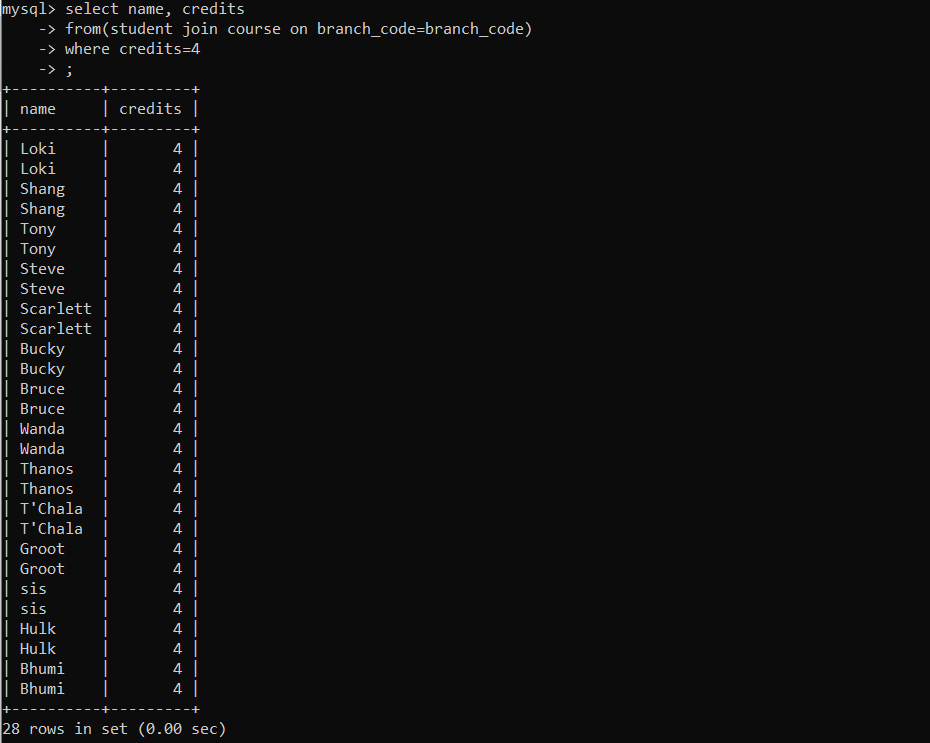 mysql> select name, credits
    -> from(student join course on branch_code=branch_code)
    -> where credits=4
    -> ;
+----------+---------+
| name     | credits |
+----------+---------+
| Loki     |       4 |
| Loki     |       4 |
| Shang    |       4 |
| Shang    |       4 |
| Tony     |       4 |
| Tony     |       4 |
| Steve    |       4 |
| Steve    |       4 |
| Scarlett |       4 |
| Scarlett |       4 |
| Bucky    |       4 |
| Bucky    |       4 |
| Bruce    |       4 |
| Bruce    |       4 |
| Wanda    |       4 |
| Wanda    |       4 |
| Thanos   |       4 |
| Thanos   |       4 |
| T'Chala  |       4 |
| T'Chala  |       4 |
| Groot    |       4 |
| Groot    |       4 |
| sis      |       4 |
| sis      |       4 |
| Hulk     |       4 |
| Hulk     |       4 |
| Bhumi    |       4 |
| Bhumi    |       4 |
+----------+---------+
28 rows in set (0.00 sec)